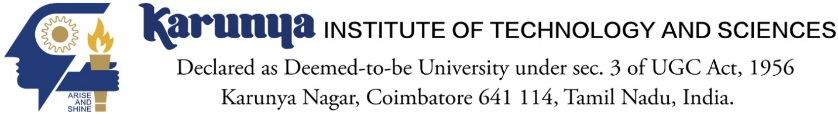 Karunya INSTITUTE OF TECHNOLOGY AND SCIENCES
Declared as Deemed-to-be University under sec. 3 of UGC Act, 1956
Karunya Nagar, Coimbatore 641 114, Tamil Nadu, India.
ARISE
AND
SHINE